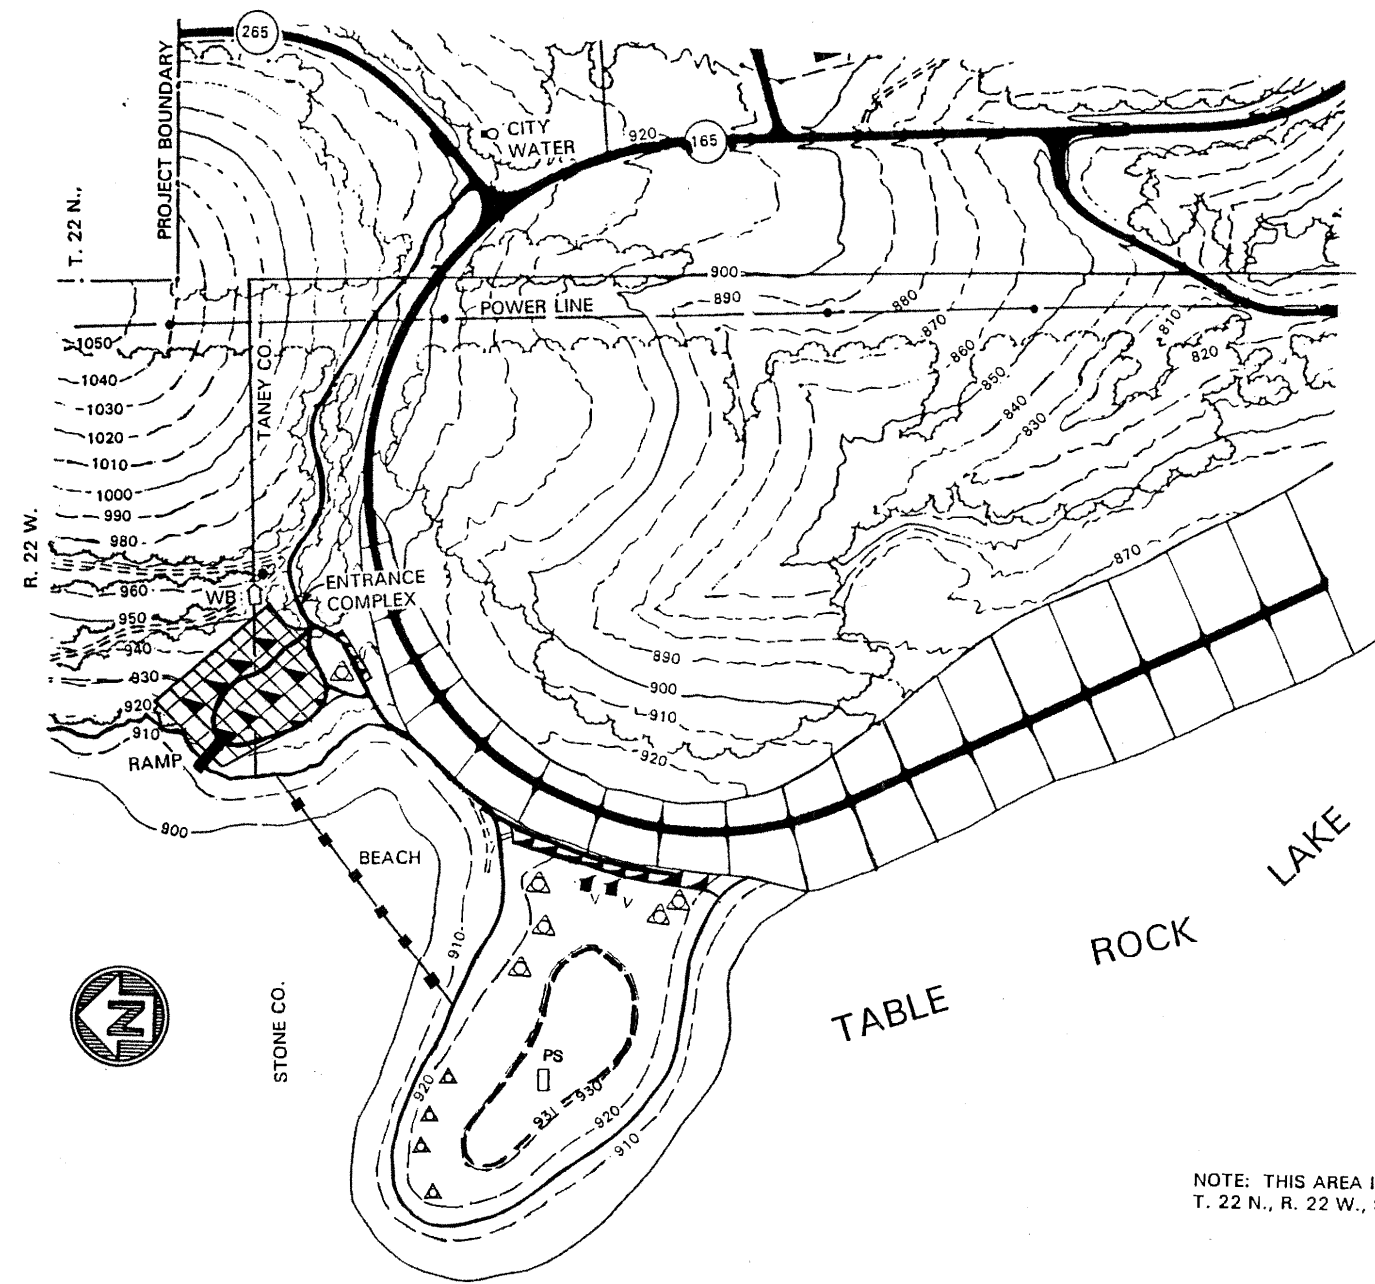 265
PROJECT BOUNDARY
T. 22 N.,
CITY
WATER
920
165
900
890
POWER LINE
880
870
860
850
840
830
810
820
1050
1040
1030
1020
1010
1000
990
980
960
950
940
930
920
910
TANEY CO.
R. 22 W.
WB
ENTRANCE
COMPLEX
RAMP
870
890
900
910
920
900
BEACH
910
LAKE
ROCK
TABLE
N
STONE CO.
PS
920
931
930
920
910
NOTE: THIS AREA I
T. 22 N., R. 22 W.,